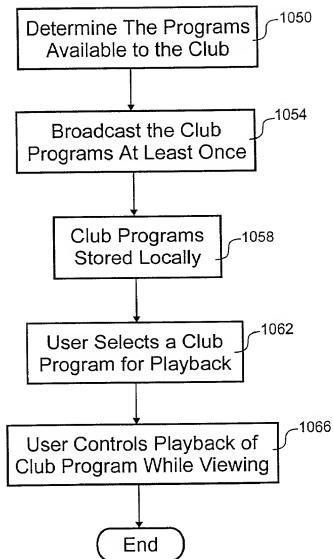 Determine The Programs
Available to the Club
1050
Broadcast the Club
Programs At Least Once
1054
Club Programs
Stored Locally
1058
User Selects a Club
Program for Playback
1062
User Controls Playback of
Club Program While Viewing
1066
End